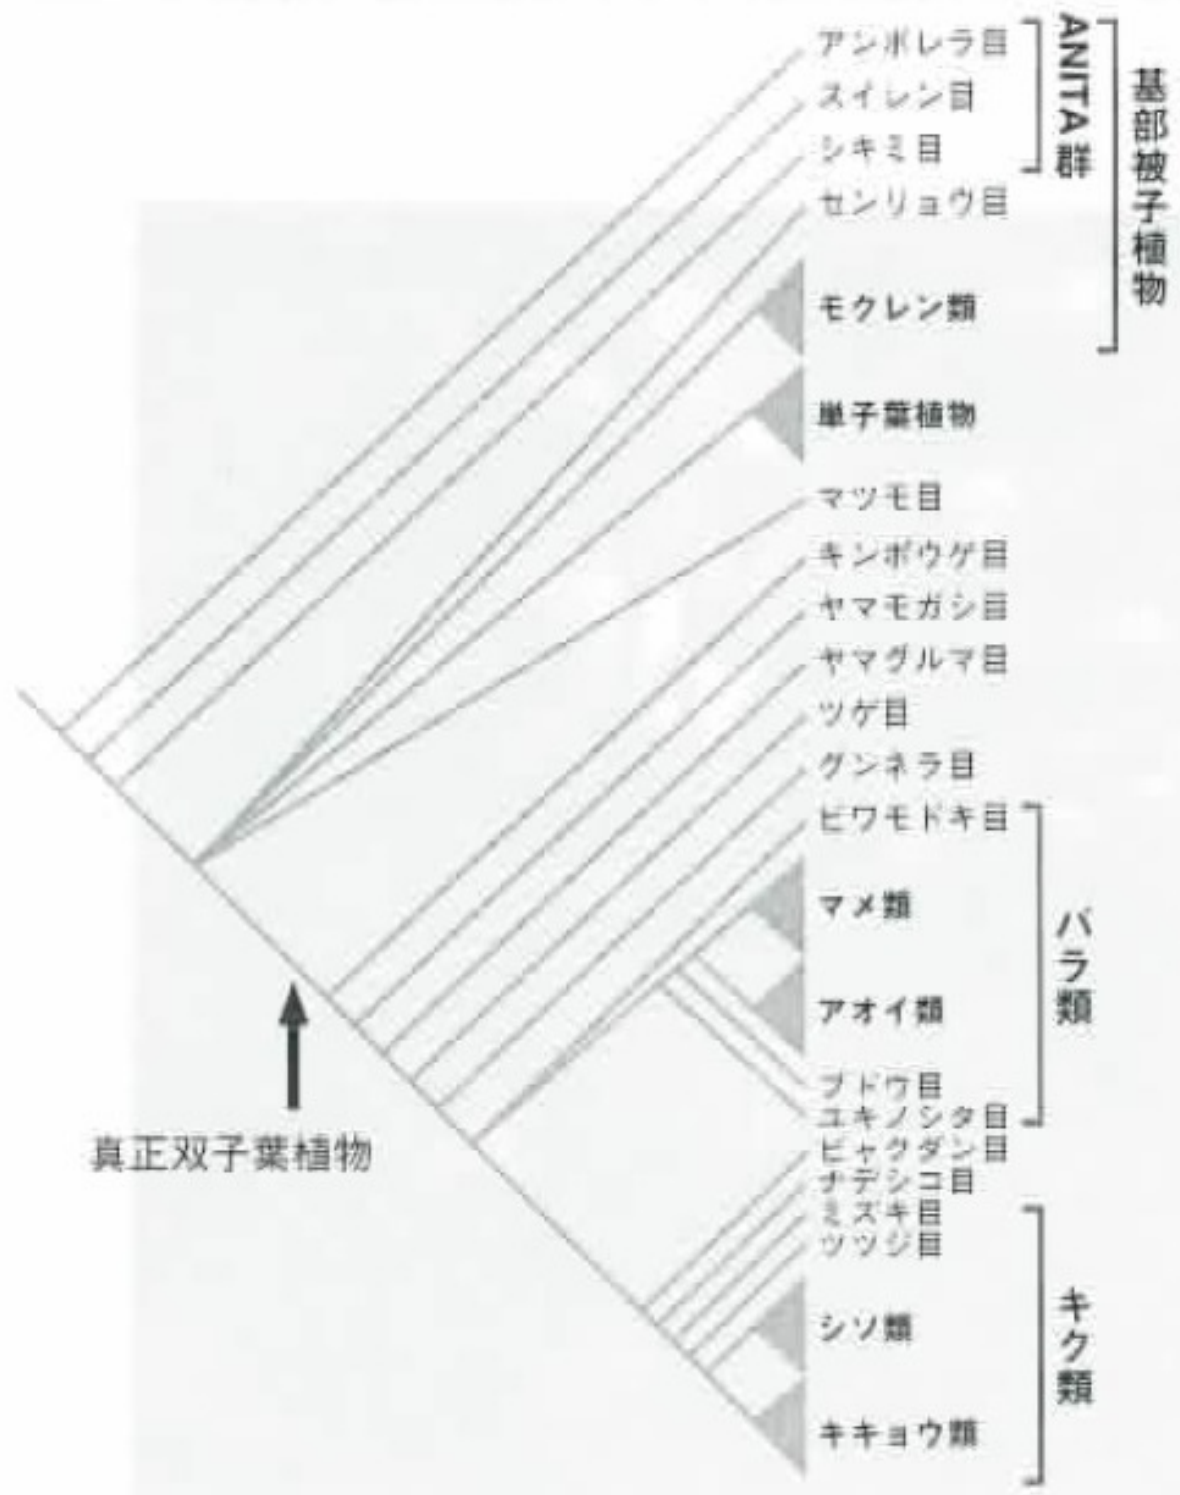 アンボレラ目
スイレン目
シキミ目
センリョウ目
モクレン類
単子葉植物
マツモ目
キンポウゲ目
ヤマモガシ目
ヤマグルマ目
ツゲ目
グンネラ目
ビワモドキ目
マメ類
アオイ類
ブドウ目
ユキノシタ目
ビャクダン目
ナデシコ目
ミズキ目
ツツジ目
シソ類
キキョウ類
ANITA群
基部被子植物
バラ類
キク類
真正双子葉植物